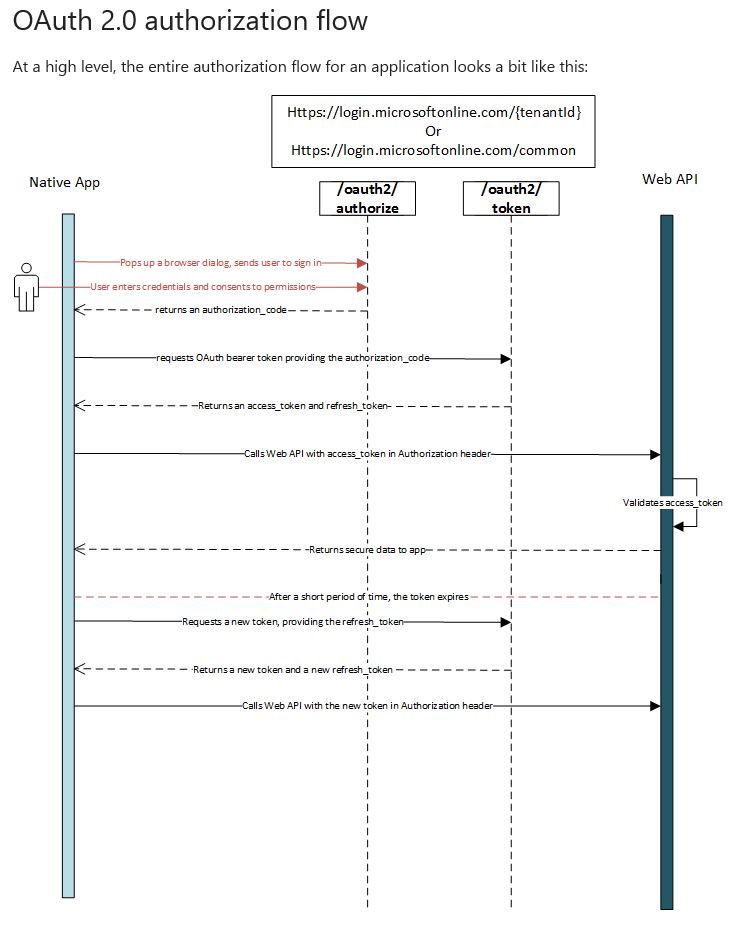 OAuth 2.0 authorization flow
At a high level, the entire authorization flow for an application looks a bit like this:
Https://login.microsoftonline.com/{tenantId}
Or
Https://login.microsoftonline.com/common
Native App
/oauth2/
authorize
/oauth2/
token
Web API
Pops up a browser dialog, sends user to sign in
User enters credentials and consents to permissions
returns an authorization_code
requests OAuth bearer token providing the authorization_code
Returns an access_token and refresh_token
Calls Web API with access_token in Authorization header
Validates access_token
Returns secure data to app
After a short period of time, the token expires
Requests a new token, providing the refresh_token
Returns a new token and a new refresh_token
Calls Web API with the new token in Authorization header